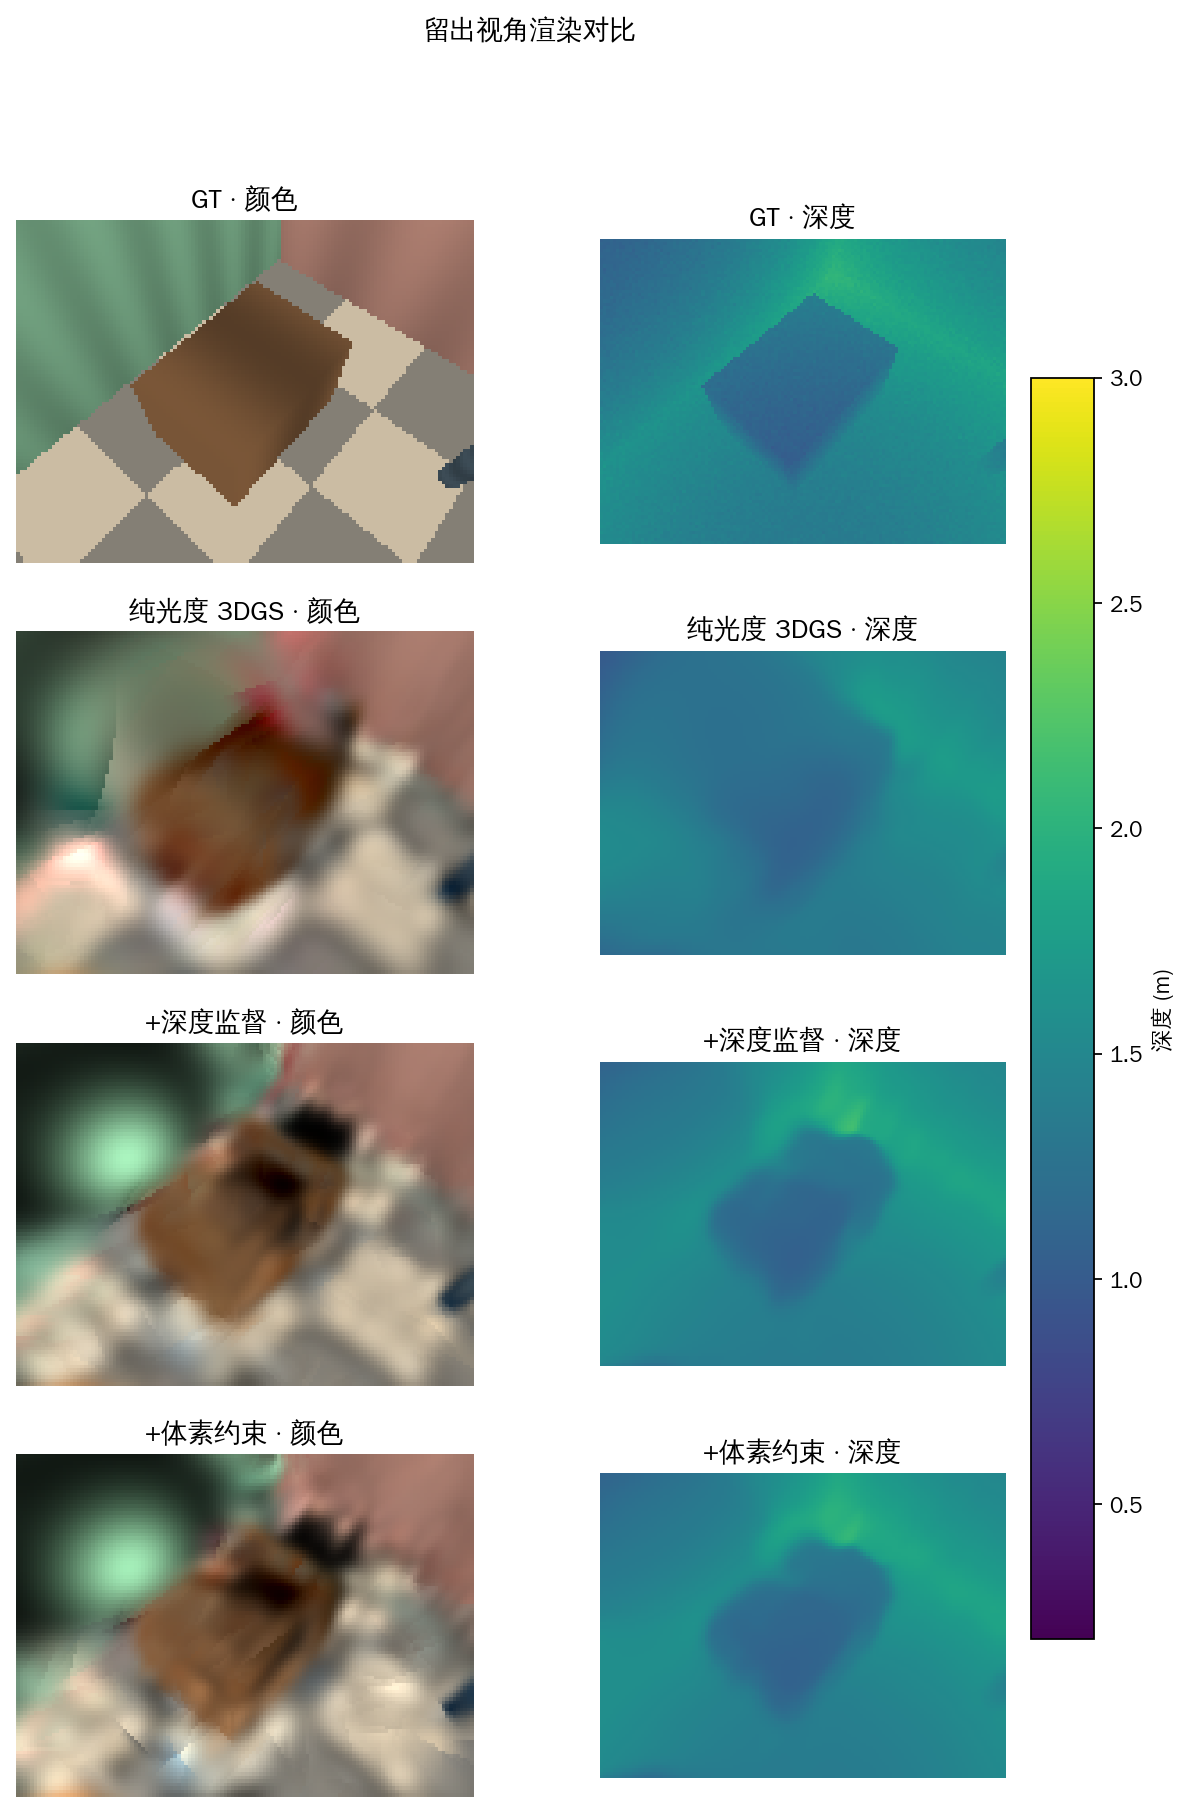 留出视角渲染对比
GT · 颜色
GT · 深度
纯光度 3DGS · 颜色
纯光度 3DGS · 深度
+深度监督 · 颜色
+深度监督 · 深度
+体素约束 · 颜色
+体素约束 · 深度
3.0
2.5
2.0
1.5
1.0
0.5
深度 (m)